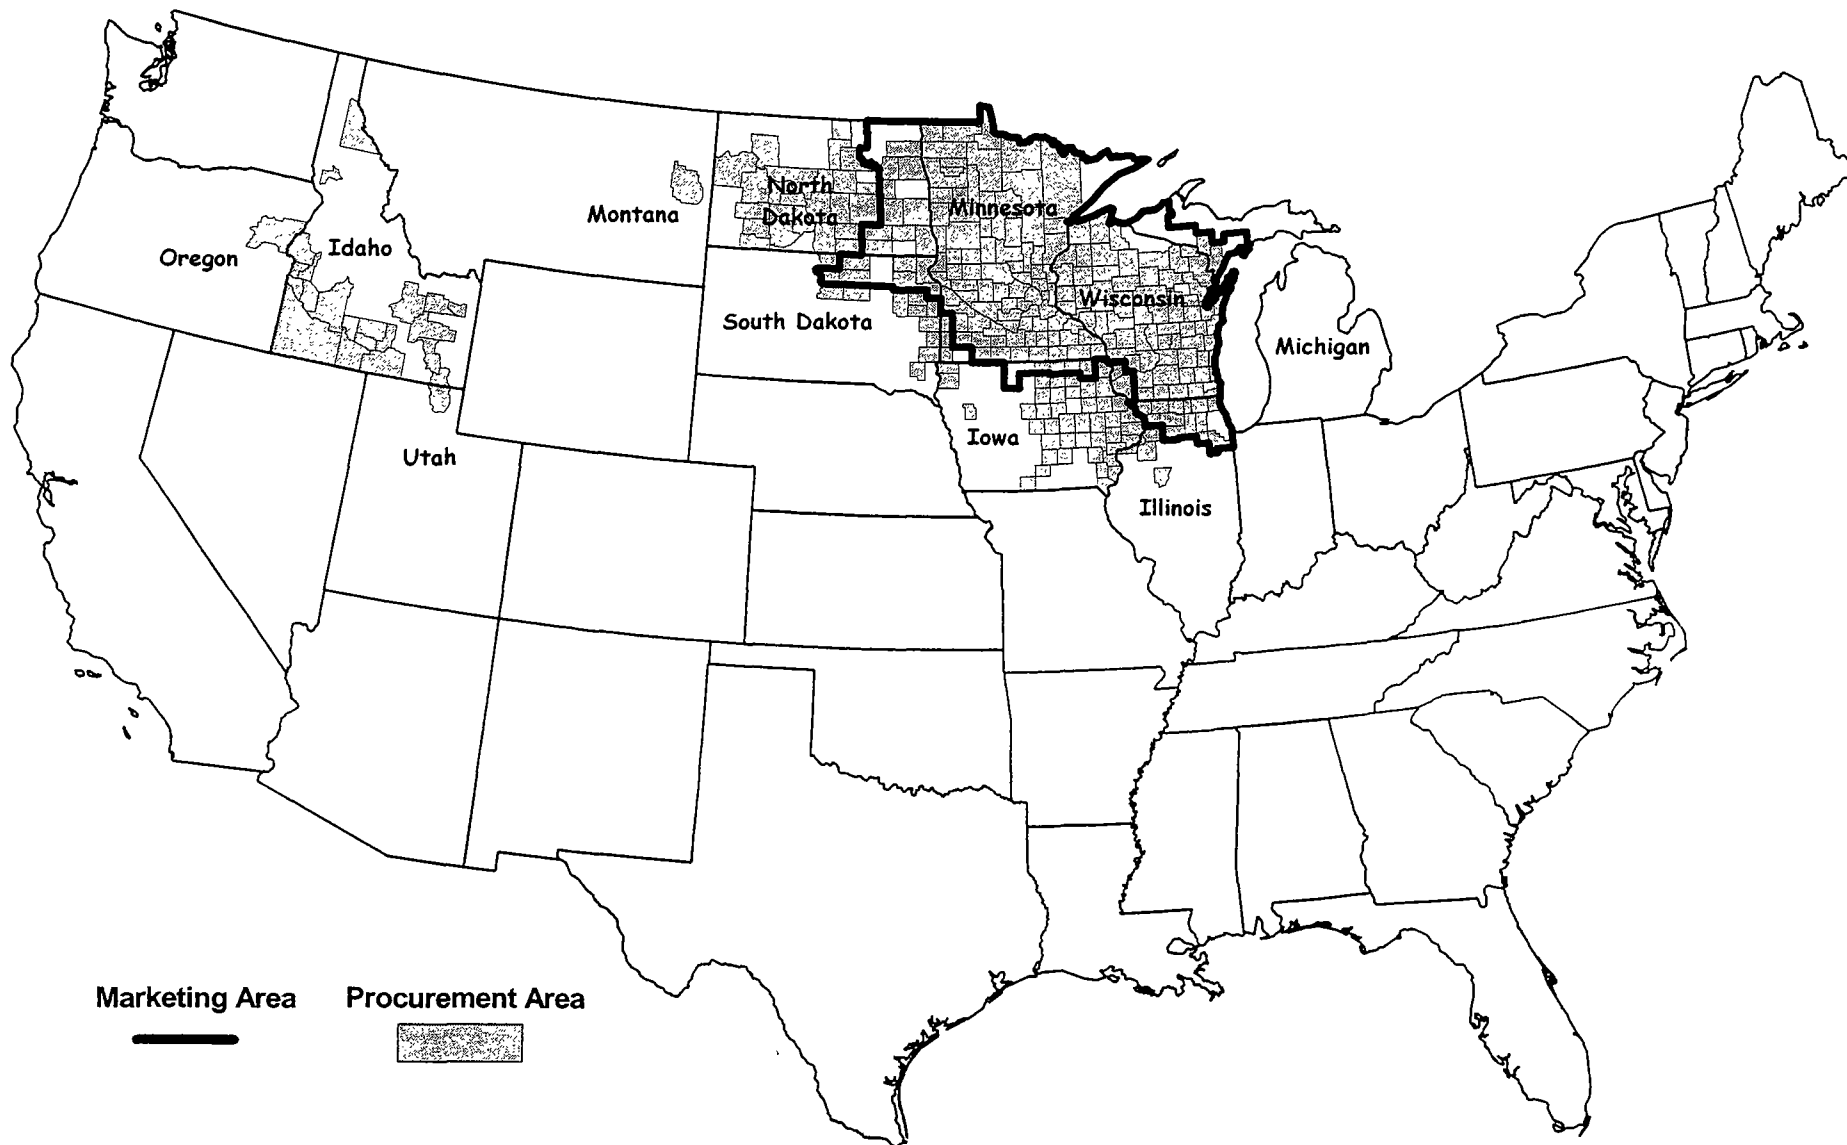 North
Dakota
Minnesota
Montana
Oregon
Idaho
Wisconsin
South Dakota
Michigan
Iowa
Utah
Illinois
Marketing Area
Procurement Area